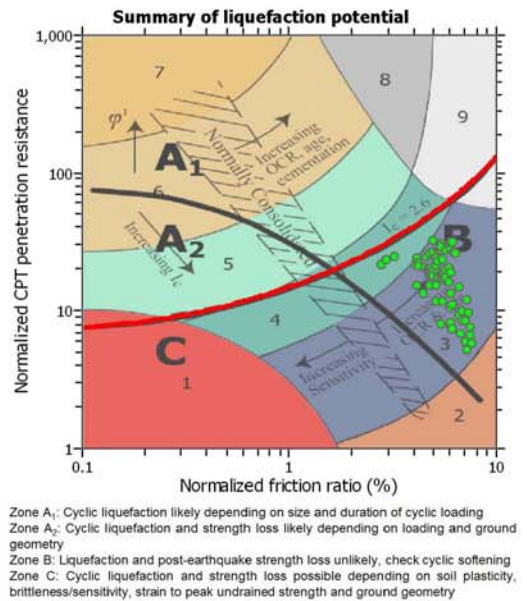 Summary of liquefaction potential
1,000
100
10
1
0.1
1
10
Normalized CPT penetration resistance
Normalized friction ratio (%)
7
8
9
φ'
A1
Normally Consolidated
Increasing
OCR, age,
cementation
6
A2
Increasing Ic
5
Ic = 2.6
B
4
C
1
Increasing
Sensitivity
OCR &
3
2
Zone A1: Cyclic liquefaction likely depending on size and duration of cyclic loading
Zone A2: Cyclic liquefaction and strength loss likely depending on loading and ground
geometry
Zone B: Liquefaction and post-earthquake strength loss unlikely, check cyclic softening
Zone C: Cyclic liquefaction and strength loss possible depending on soil plasticity,
brittleness/sensitivity, strain to peak undrained strength and ground geometry